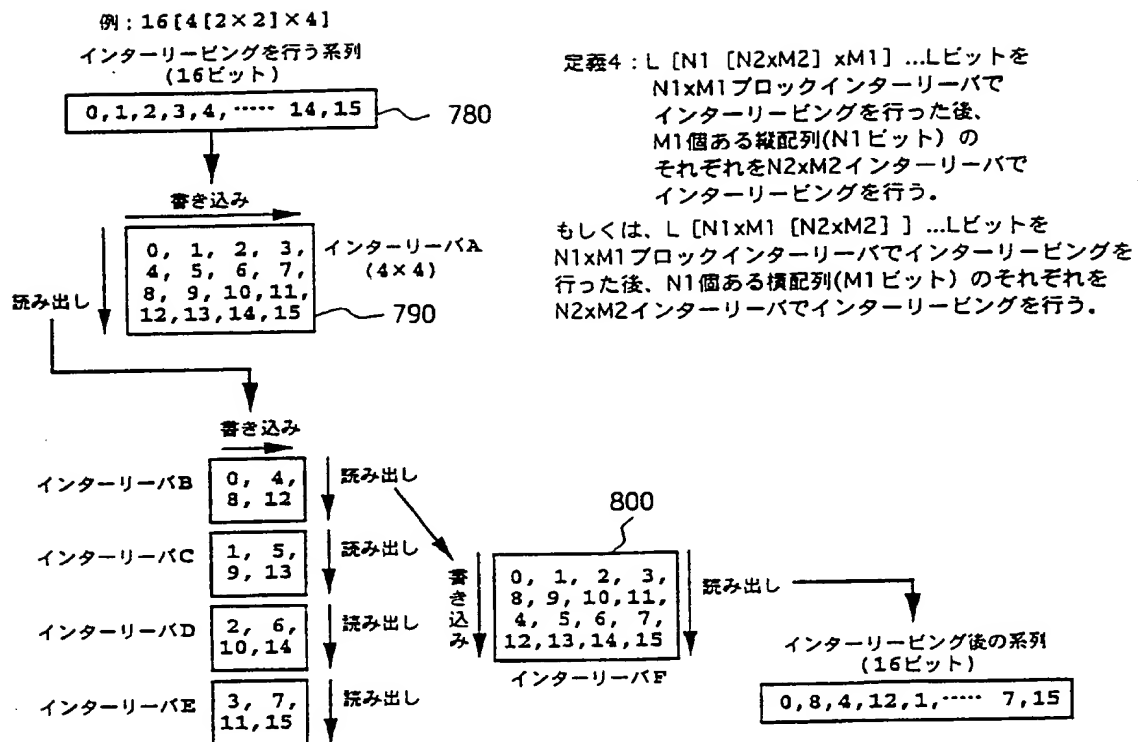 例：16[4[2×2]×4]
インターリービングを行う系列
(16ビット)
0,1,2,3,4,‥‥‥ 14,15
780
定義4：L [N1 [N2xM2] xM1] ...Lビットを
N1xM1ブロックインターリーバで
インターリービングを行った後、
M1個ある縦配列(N1ビット) の
それぞれをN2xM2インターリーバで
インターリービングを行う。
もしくは、L [N1xM1 [N2xM2] ] ...Lビットを
N1xM1ブロックインターリーバでインターリービングを
行った後、N1個ある横配列(M1ビット) のそれぞれを
N2xM2インターリーバでインターリービングを行う。
書き込み
読み出し
0, 1, 2, 3,
4, 5, 6, 7,
8, 9, 10,11,
12,13,14,15
インターリーバA
(4×4)
790
書き込み
インターリーバB
0, 4,
8, 12
読み出し
インターリーバC
1, 5,
9, 13
読み出し
インターリーバD
2, 6,
10,14
読み出し
インターリーバE
3, 7,
11,15
読み出し
800
書き込み
0, 1, 2, 3,
8, 9, 10,11,
4, 5, 6, 7,
12,13,14,15
インターリーバF
読み出し
インターリービング後の系列
(16ビット)
0,8,4,12,1,‥‥‥ 7,15